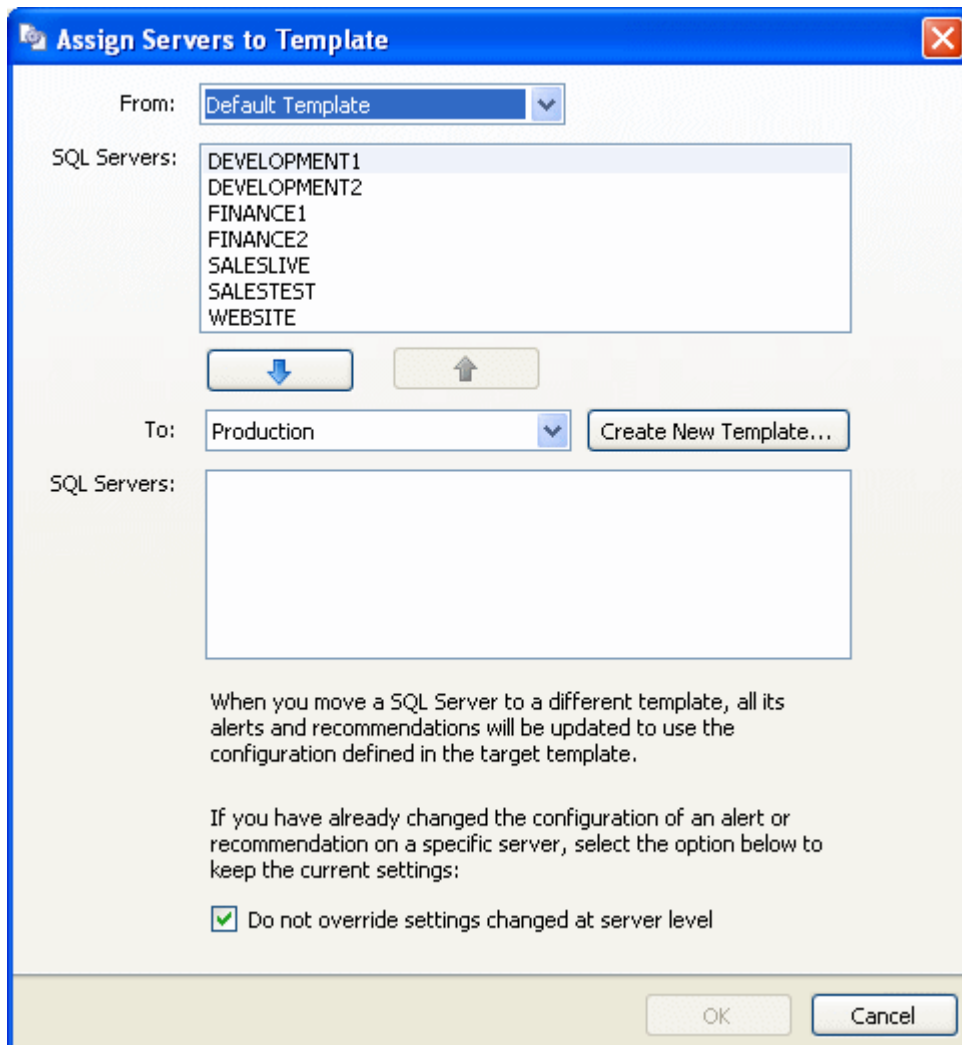 Assign Servers to Template
From: Default Template
SQL Servers: DEVELOPMENT1
DEVELOPMENT2
FINANCE1
FINANCE2
SALESLIVE
SALESTEST
WEBSITE
To: Production Create New Template...
SQL Servers:
When you move a SQL Server to a different template, all its
alerts and recommendations will be updated to use the
configuration defined in the target template.
If you have already changed the configuration of an alert or
recommendation on a specific server, select the option below to
keep the current settings:
Do not override settings changed at server level
OK Cancel